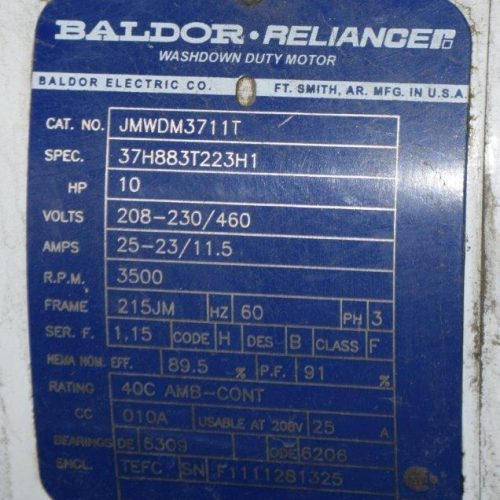 BALDOR • RELIANCER
WASHDOWN DUTY MOTOR
BALDOR ELECTRIC CO. FT. SMITH, AR. MFG. IN U.S.A.
CAT. NO. JMWDM3711T
SPEC. 37H883T223H1
HP 10
VOLTS 208-230/460
AMPS 25-23/11.5
R.P.M. 3500
FRAME 215JM HZ 60 PH 3
SER. F. 1.15 CODE H DES B CLASS F
NEMA NOM. EFF. 89.5 % P.F. 91 %
RATING 40C AMB-CONT
CC 010A USABLE AT 208V 25 A
BEARINGS DE 6309 ODE 6206
ENCL. TEFC SN F1111281325